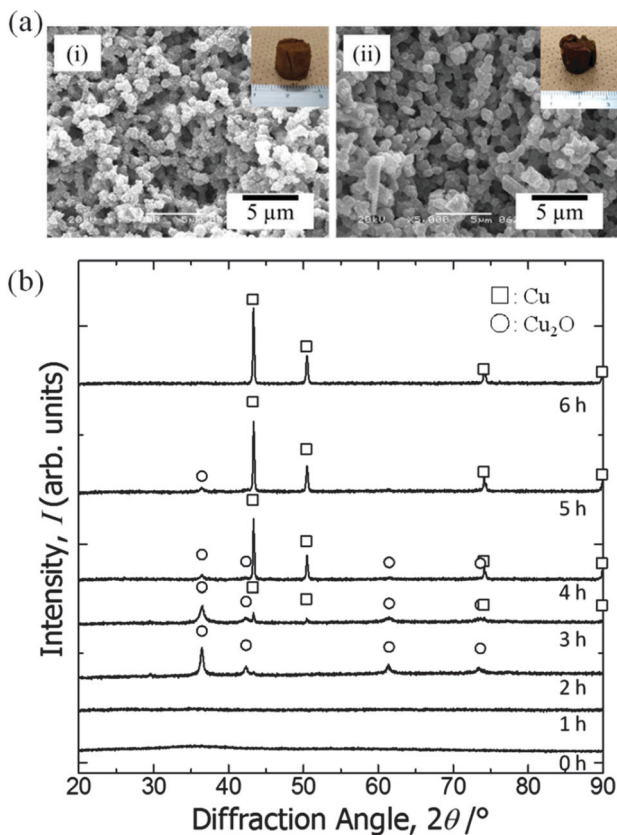 (a)
(i)
(ii)
5 μm
5 μm
(b)
□: Cu
○: Cu₂O
6 h
5 h
4 h
3 h
2 h
1 h
0 h
Intensity, I (arb. units)
20 30 40 50 60 70 80 90
Diffraction Angle, 2θ/°